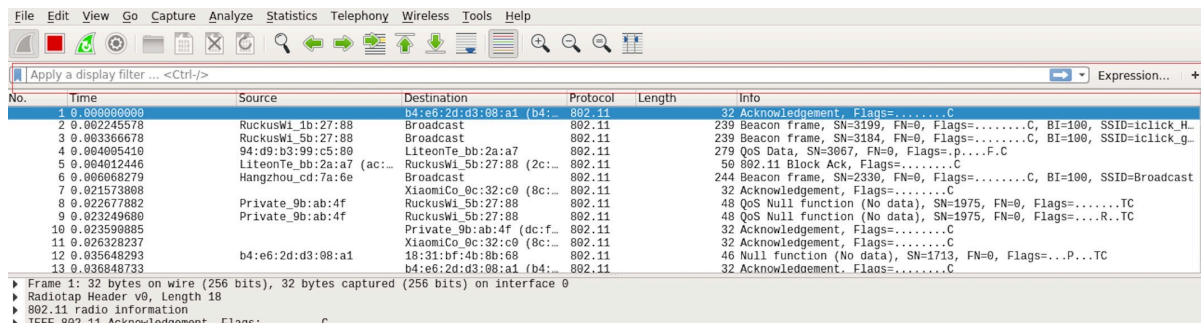 File Edit View Go Capture Analyze Statistics Telephony Wireless Tools Help
Apply a display filter ... <Ctrl-/> Expression... +
No. Time Source Destination Protocol Length Info
1 0.000000000 b4:e6:2d:d3:08:a1 (b4:… 802.11 32 Acknowledgement, Flags=........C
2 0.002245578 RuckusWi_1b:27:88 Broadcast 802.11 239 Beacon frame, SN=3199, FN=0, Flags=........C, BI=100, SSID=iclick_H…
3 0.003366678 RuckusWi_5b:27:88 Broadcast 802.11 239 Beacon frame, SN=3184, FN=0, Flags=........C, BI=100, SSID=iclick_g…
4 0.004005410 94:d9:b3:99:c5:80 LiteonTe_bb:2a:a7 802.11 279 QoS Data, SN=3067, FN=0, Flags=.p....F.C
5 0.004012446 LiteonTe_bb:2a:a7 (ac:… RuckusWi_5b:27:88 (2c:… 802.11 50 802.11 Block Ack, Flags=........C
6 0.006068279 Hangzhou_cd:7a:6e Broadcast 802.11 244 Beacon frame, SN=2330, FN=0, Flags=........C, BI=100, SSID=Broadcast
7 0.021573808 XiaomiCo_0c:32:c0 (8c:… 802.11 32 Acknowledgement, Flags=........C
8 0.022677882 Private_9b:ab:4f RuckusWi_5b:27:88 802.11 48 QoS Null function (No data), SN=1975, FN=0, Flags=.......TC
9 0.023249680 Private_9b:ab:4f RuckusWi_5b:27:88 802.11 48 QoS Null function (No data), SN=1975, FN=0, Flags=....R..TC
10 0.023590885 Private_9b:ab:4f (dc:f… 802.11 32 Acknowledgement, Flags=........C
11 0.026328237 XiaomiCo_0c:32:c0 (8c:… 802.11 32 Acknowledgement, Flags=........C
12 0.035648293 b4:e6:2d:d3:08:a1 18:31:bf:4b:8b:68 802.11 46 Null function (No data), SN=1713, FN=0, Flags=...P...TC
13 0.036848733 b4:e6:2d:d3:08:a1 (b4:… 802.11 32 Acknowledgement, Flags=........C
Frame 1: 32 bytes on wire (256 bits), 32 bytes captured (256 bits) on interface 0
Radiotap Header v0, Length 18
802.11 radio information
IEEE 802.11 Acknowledgement, Flags: ........C